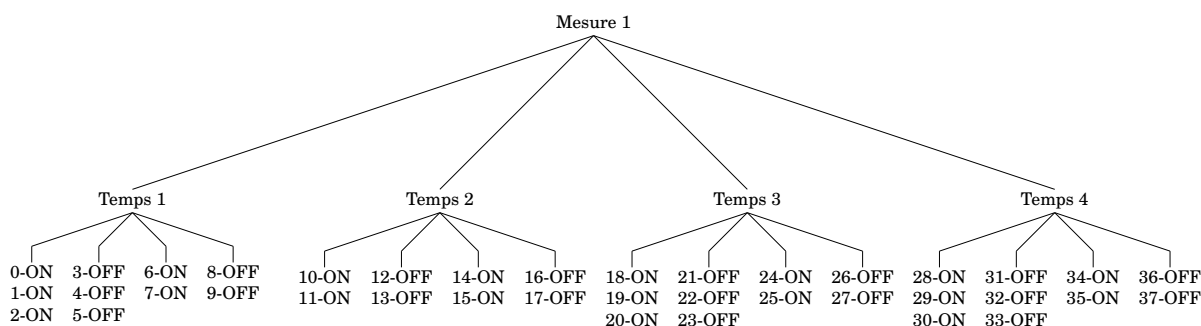 Mesure 1
Temps 1 Temps 2 Temps 3 Temps 4
0-ON 3-OFF 6-ON 8-OFF 10-ON 12-OFF 14-ON 16-OFF 18-ON 21-OFF 24-ON 26-OFF 28-ON 31-OFF 34-ON 36-OFF
1-ON 4-OFF 7-ON 9-OFF 11-ON 13-OFF 15-ON 17-OFF 19-ON 22-OFF 25-ON 27-OFF 29-ON 32-OFF 35-ON 37-OFF
2-ON 5-OFF 20-ON 23-OFF 30-ON 33-OFF